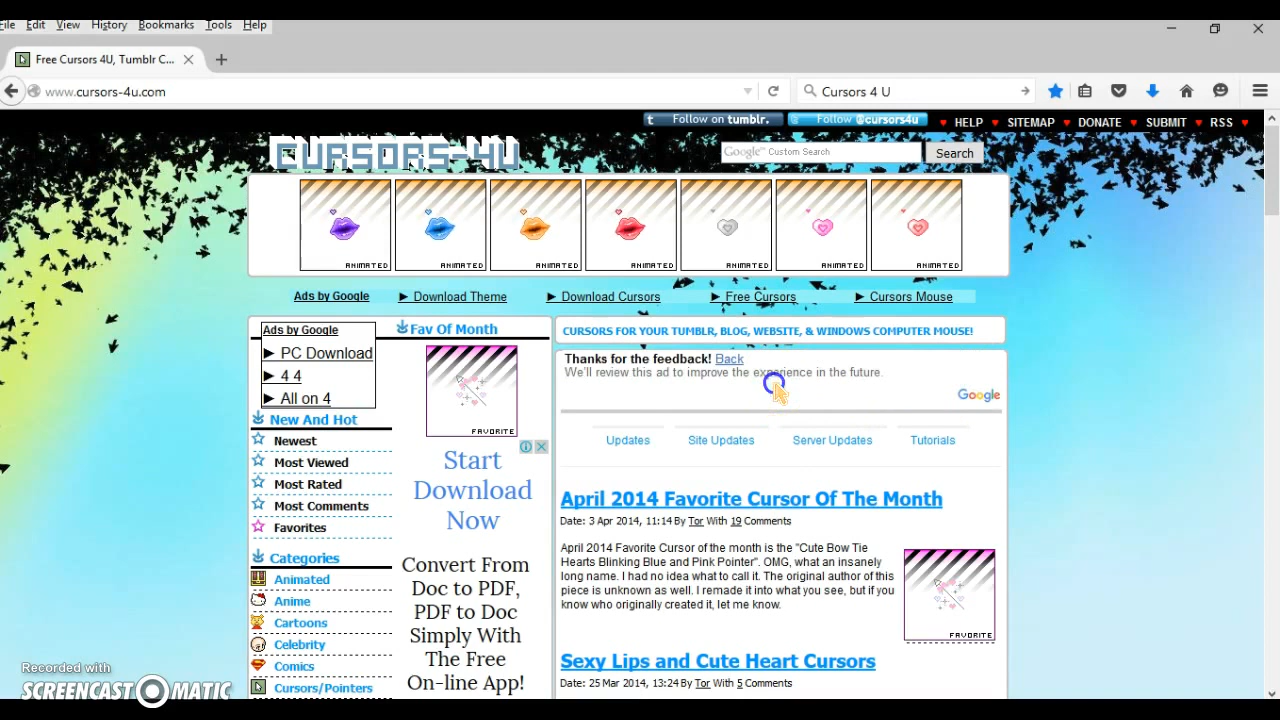 File Edit View History Bookmarks Tools Help
Free Cursors 4U, Tumblr C...
www.cursors-4u.com
Cursors 4 U
t Follow on tumblr.
Follow @cursors4u
HELP SITEMAP DONATE SUBMIT RSS
CURSORS-4U
Google™ Custom Search
Search
ANIMATED ANIMATED ANIMATED ANIMATED ANIMATED ANIMATED ANIMATED
Ads by Google ► Download Theme ► Download Cursors ► Free Cursors ► Cursors Mouse
Ads by Google
► PC Download
► 4 4
► All on 4
New And Hot
Newest
Most Viewed
Most Rated
Most Comments
Favorites
Categories
Animated
Anime
Cartoons
Celebrity
Comics
Cursors/Pointers
Fav Of Month
FAVORITE
Start
Download
Now
Convert From
Doc to PDF,
PDF to Doc
Simply With
The Free
On-line App!
CURSORS FOR YOUR TUMBLR, BLOG, WEBSITE, & WINDOWS COMPUTER MOUSE!
Thanks for the feedback! Back
We'll review this ad to improve the experience in the future.
Google
Updates Site Updates Server Updates Tutorials
April 2014 Favorite Cursor Of The Month
Date: 3 Apr 2014, 11:14 By Tor With 19 Comments
April 2014 Favorite Cursor of the month is the "Cute Bow Tie
Hearts Blinking Blue and Pink Pointer". OMG, what an insanely
long name. I had no idea what to call it. The original author of this
piece is unknown as well. I remade it into what you see, but if you
know who originally created it, let me know.
FAVORITE
Sexy Lips and Cute Heart Cursors
Date: 25 Mar 2014, 13:24 By Tor With 5 Comments
Recorded with
SCREENCAST-O-MATIC